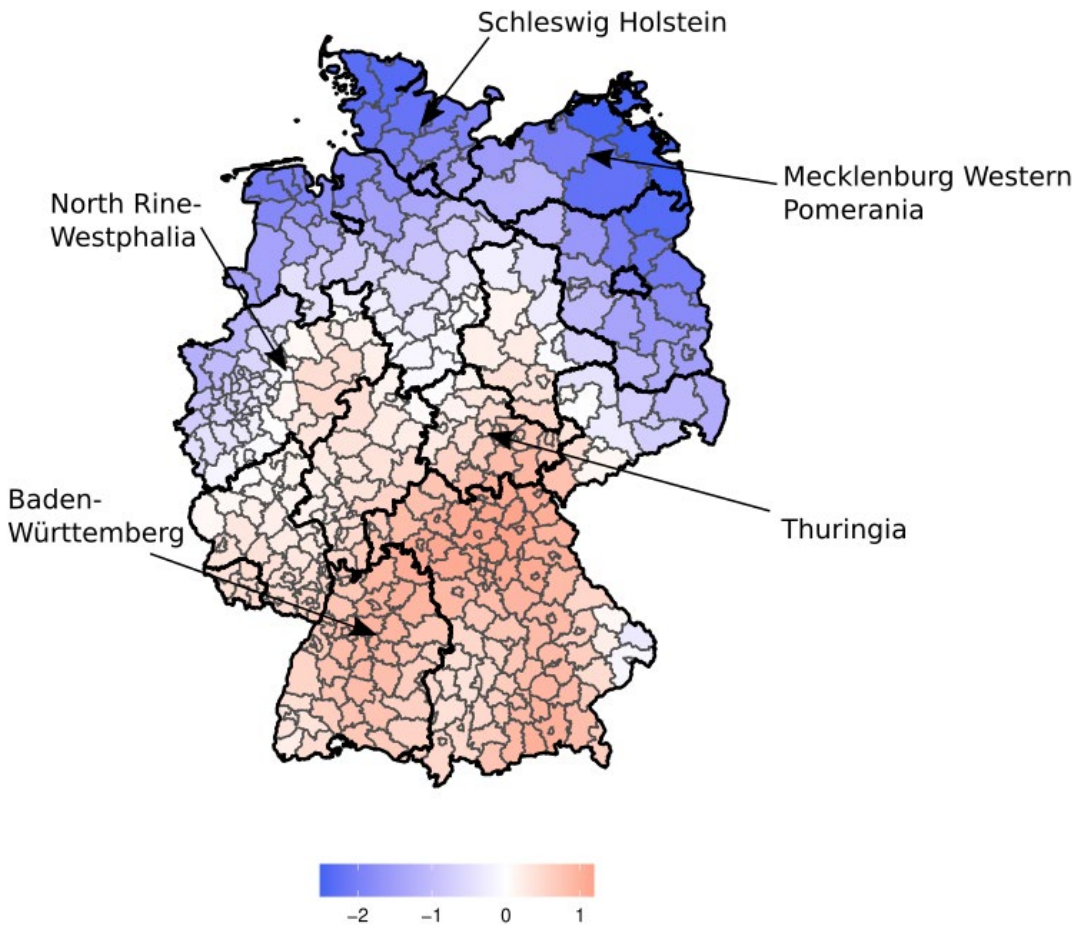 Schleswig Holstein
Mecklenburg Western
Pomerania
North Rine-
Westphalia
Baden-
Württemberg
Thuringia
−2 −1 0 1